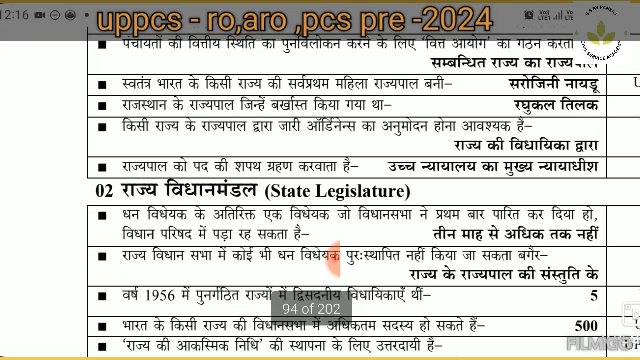 12:16
uppcs - ro,aro ,pcs pre -2024
पंचायतों की वित्तीय स्थिति का पुनर्विलोकन करने के लिए 'वित्त आयोग' का गठन करता
सम्बन्धित राज्य का राज्यपाल
स्वतंत्र भारत के किसी राज्य की सर्वप्रथम महिला राज्यपाल बनी– सरोजिनी नायडू
राजस्थान के राज्यपाल जिन्हें बर्खास्त किया गया था– रघुकल तिलक
किसी राज्य के राज्यपाल द्वारा जारी ऑर्डिनेन्स का अनुमोदन होना आवश्यक है–
राज्य की विधायिका द्वारा
राज्यपाल को पद की शपथ ग्रहण करवाता है– उच्च न्यायालय का मुख्य न्यायाधीश
02 राज्य विधानमंडल (State Legislature)
धन विधेयक के अतिरिक्त एक विधेयक जो विधानसभा ने प्रथम बार पारित कर दिया हो,
विधान परिषद में पड़ा रह सकता है– तीन माह से अधिक तक नहीं
राज्य विधान सभा में कोई भी धन विधेयक पुरःस्थापित नहीं किया जा सकता बगैर–
राज्य के राज्यपाल की संस्तुति के
वर्ष 1956 में पुनर्गठित राज्यों में द्विसदनीय विधायिकाएँ थीं– 5
94 of 202
भारत के किसी राज्य की विधानसभा में अधिकतम सदस्य हो सकते हैं– 500
'राज्य की आकस्मिक निधि' की स्थापना के लिए उत्तरदायी है–